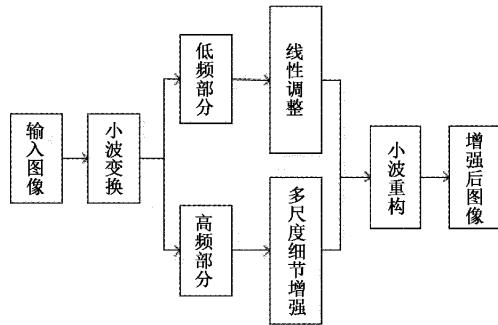 输入图像
小波变换
低频部分
线性调整
高频部分
多尺度细节增强
小波重构
增强后图像